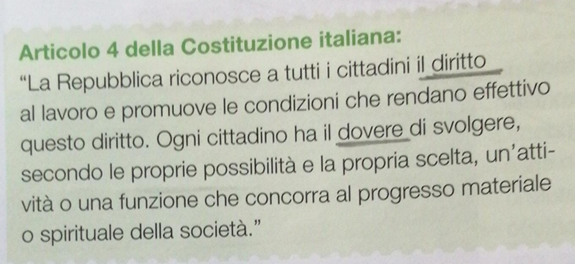 Articolo 4 della Costituzione italiana:
“La Repubblica riconosce a tutti i cittadini il diritto
al lavoro e promuove le condizioni che rendano effettivo
questo diritto. Ogni cittadino ha il dovere di svolgere,
secondo le proprie possibilità e la propria scelta, un’atti-
vità o una funzione che concorra al progresso materiale
o spirituale della società.”